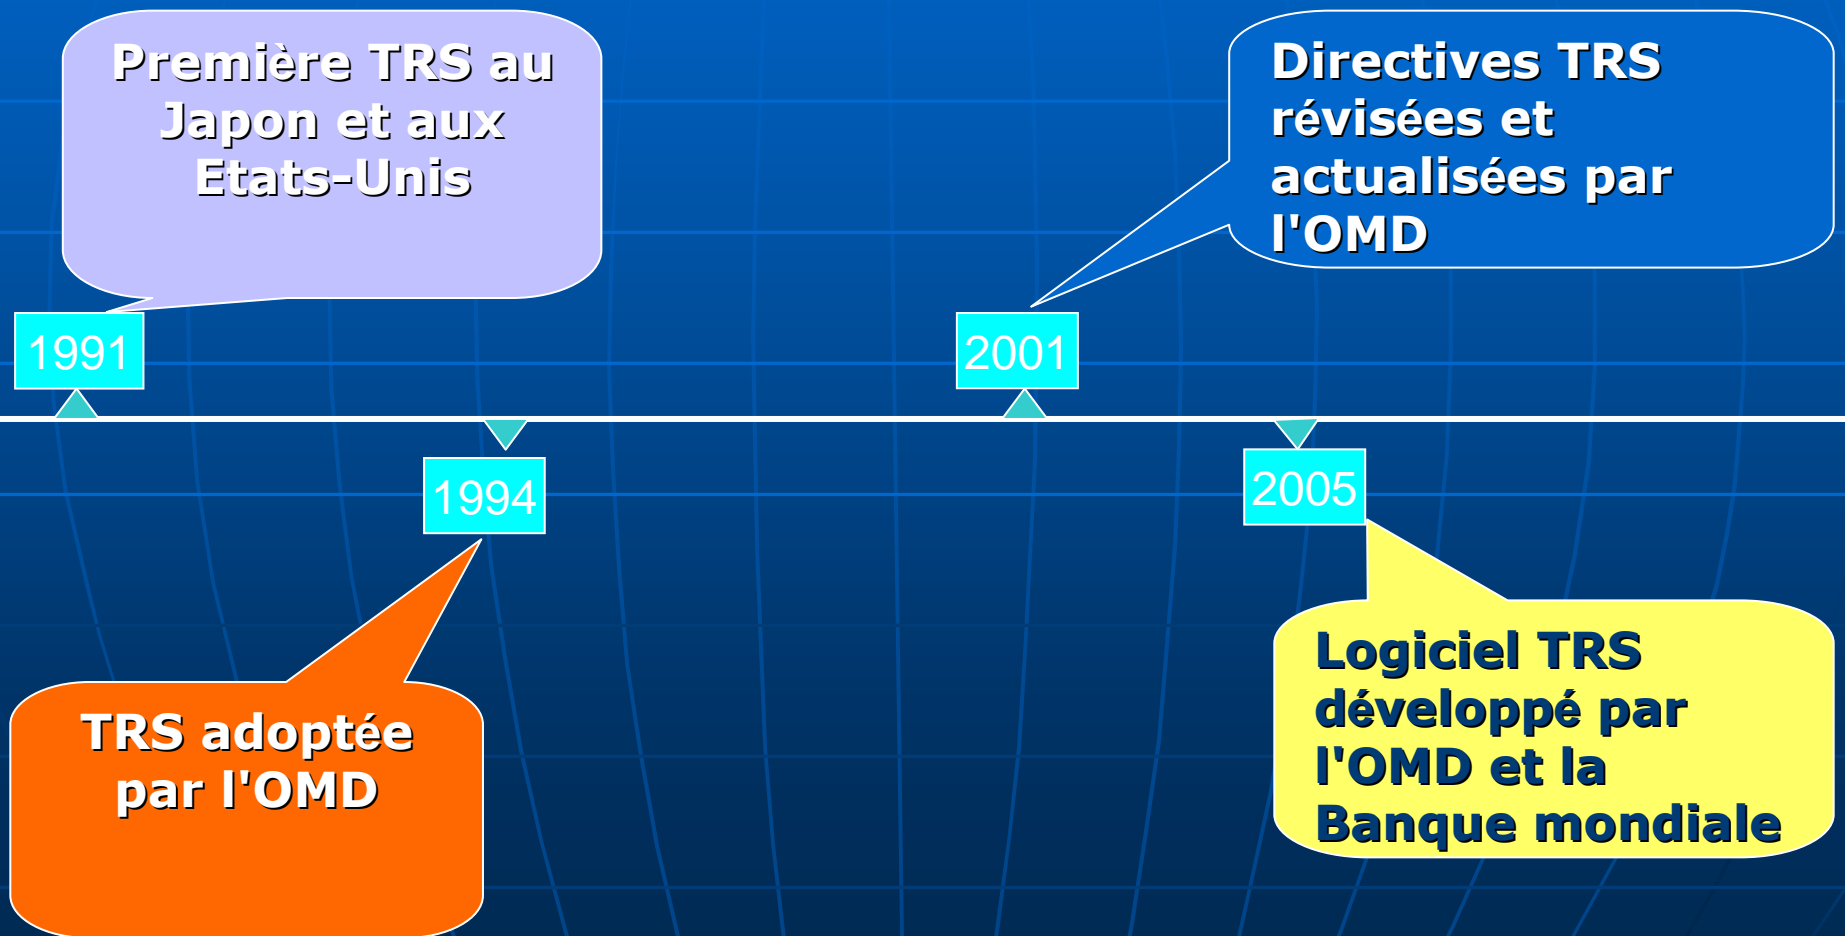 Première TRS au
Japon et aux
Etats-Unis
Directives TRS
révisées et
actualisées par
l'OMD
1991
2001
1994
2005
TRS adoptée
par l'OMD
Logiciel TRS
développé par
l'OMD et la
Banque mondiale